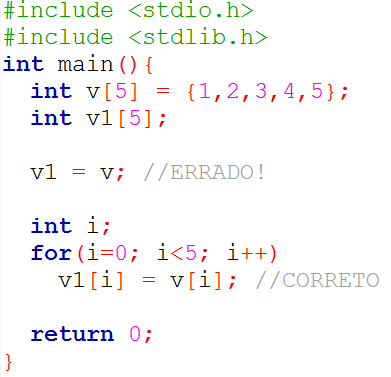 #include <stdio.h>
#include <stdlib.h>
int main(){
  int v[5] = {1,2,3,4,5};
  int v1[5];

  v1 = v; //ERRADO!

  int i;
  for(i=0; i<5; i++)
    v1[i] = v[i]; //CORRETO

  return 0;
}